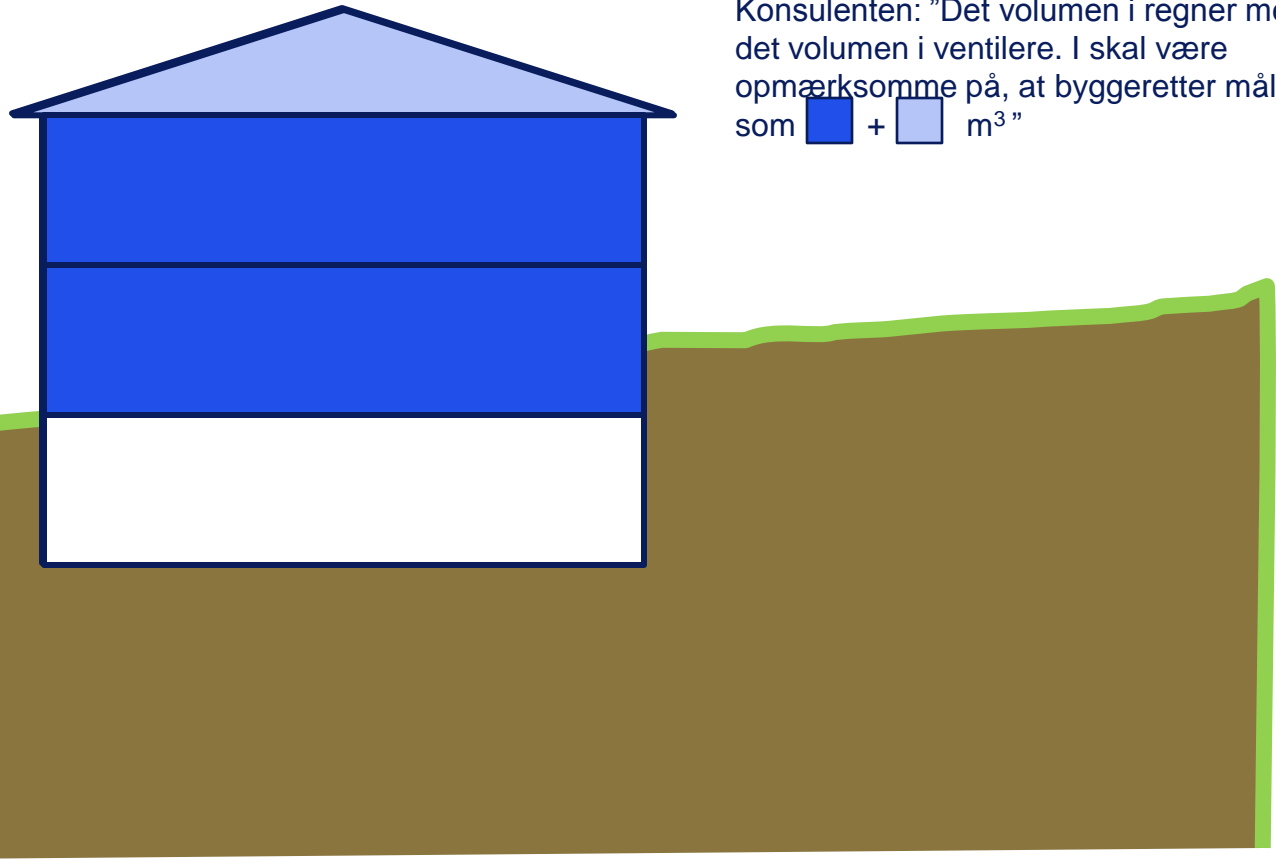 Konsulenten: ”Det volumen i regner
det volumen i ventilere. I skal være
opmærksomme på, at byggeretter
som + m³ ”